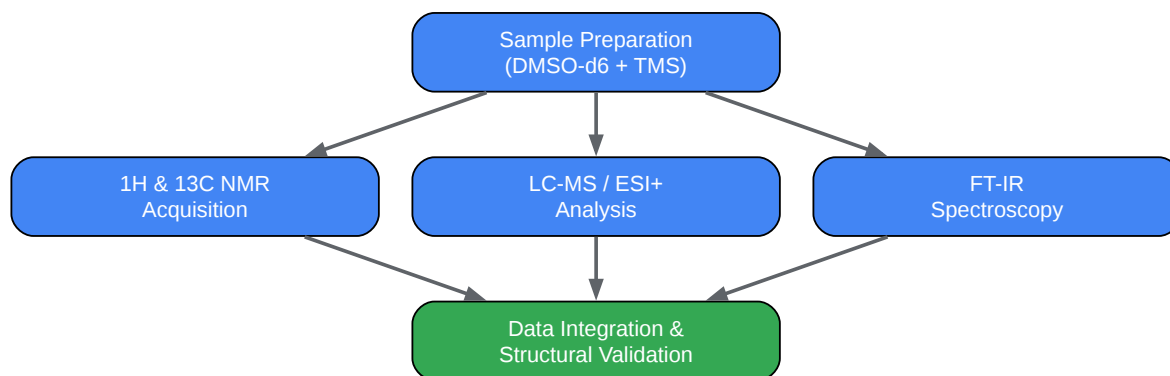 Sample Preparation
(DMSO-d6 + TMS)
1H & 13C NMR
Acquisition
LC-MS / ESI+
Analysis
FT-IR
Spectroscopy
Data Integration &
Structural Validation